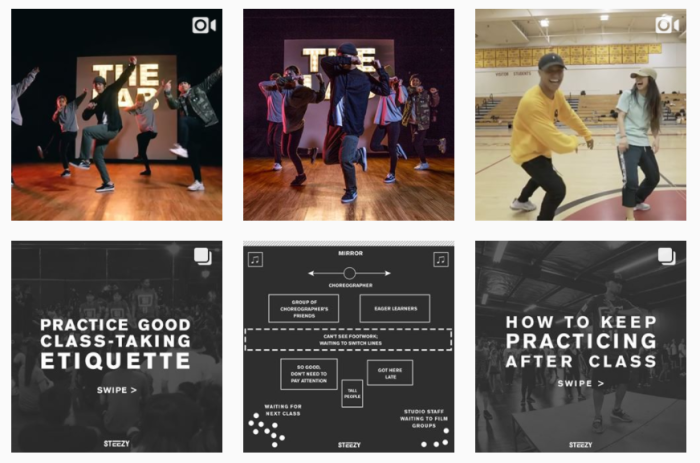 THE
LAB
THE
PRACTICE GOOD
CLASS-TAKING
ETIQUETTE
SWIPE >
STEEZY
MIRROR
CHOREOGRAPHER
GROUP OF
CHOREOGRAPHER'S
FRIENDS
EAGER LEARNERS
CAN'T SEE FOOTWORK,
WAITING TO SWITCH LINES
SO GOOD,
DON'T NEED TO
PAY ATTENTION
TALL
PEOPLE
GOT HERE
LATE
WAITING FOR
NEXT CLASS
STUDIO STAFF
WAITING TO FILM
GROUPS
STEEZY
HOW TO KEEP
PRACTICING
AFTER CLASS
SWIPE >
STEEZY